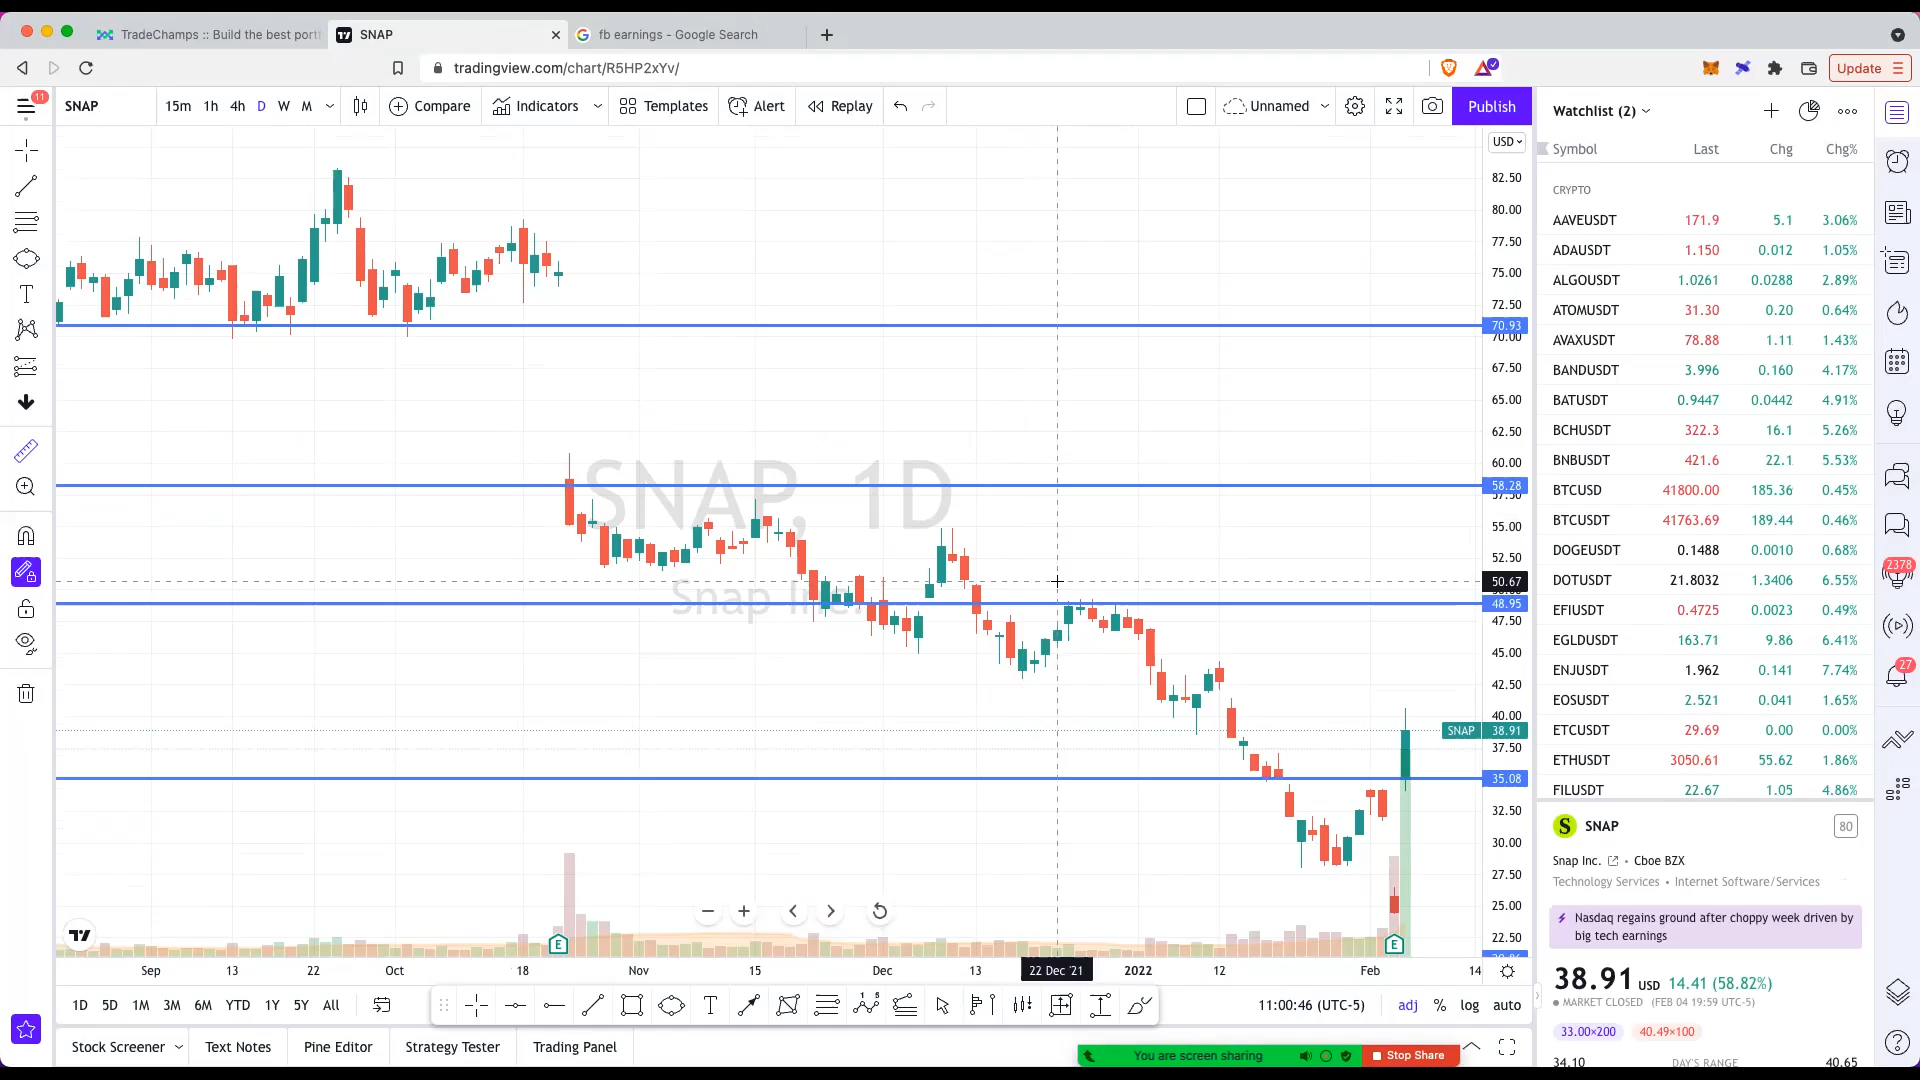 TradeChamps :: Build the best portf
SNAP
fb earnings - Google Search
tradingview.com/chart/R5HP2xYv/
Update
11
SNAP
15m 1h 4h D W M
Compare
Indicators
Templates
Alert
Replay
Unnamed
Publish
USD
82.50
80.00
77.50
75.00
72.50
70.93
70.00
67.50
65.00
62.50
60.00
58.28
57.50
55.00
52.50
50.67
48.95
47.50
45.00
42.50
40.00
SNAP 38.91
37.50
35.08
32.50
30.00
27.50
25.00
22.50
SNAP, 1D
Snap Inc.
E
E
Sep 13 22 Oct 18 Nov 15 Dec 13 22 Dec '21 2022 12 Feb 14
1D 5D 1M 3M 6M YTD 1Y 5Y All
11:00:46 (UTC-5) adj % log auto
Stock Screener
Text Notes
Pine Editor
Strategy Tester
Trading Panel
You are screen sharing
Stop Share
Watchlist (2)
Symbol Last Chg Chg%
CRYPTO
AAVEUSDT 171.9 5.1 3.06%
ADAUSDT 1.150 0.012 1.05%
ALGOUSDT 1.0261 0.0288 2.89%
ATOMUSDT 31.30 0.20 0.64%
AVAXUSDT 78.88 1.11 1.43%
BANDUSDT 3.996 0.160 4.17%
BATUSDT 0.9447 0.0442 4.91%
BCHUSDT 322.3 16.1 5.26%
BNBUSDT 421.6 22.1 5.53%
BTCUSD 41800.00 185.36 0.45%
BTCUSDT 41763.69 189.44 0.46%
DOGEUSDT 0.1488 0.0010 0.68%
DOTUSDT 21.8032 1.3406 6.55%
EFIUSDT 0.4725 0.0023 0.49%
EGLDUSDT 163.71 9.86 6.41%
ENJUSDT 1.962 0.141 7.74%
EOSUSDT 2.521 0.041 1.65%
ETCUSDT 29.69 0.00 0.00%
ETHUSDT 3050.61 55.62 1.86%
FILUSDT 22.67 1.05 4.86%
2378
27
S SNAP
80
Snap Inc. • Cboe BZX
Technology Services • Internet Software/Services
Nasdaq regains ground after choppy week driven by
big tech earnings
38.91 USD 14.41 (58.82%)
MARKET CLOSED (FEB 04 19:59 UTC-5)
33.00×200 40.49×100
34.10 DAY'S RANGE 40.65